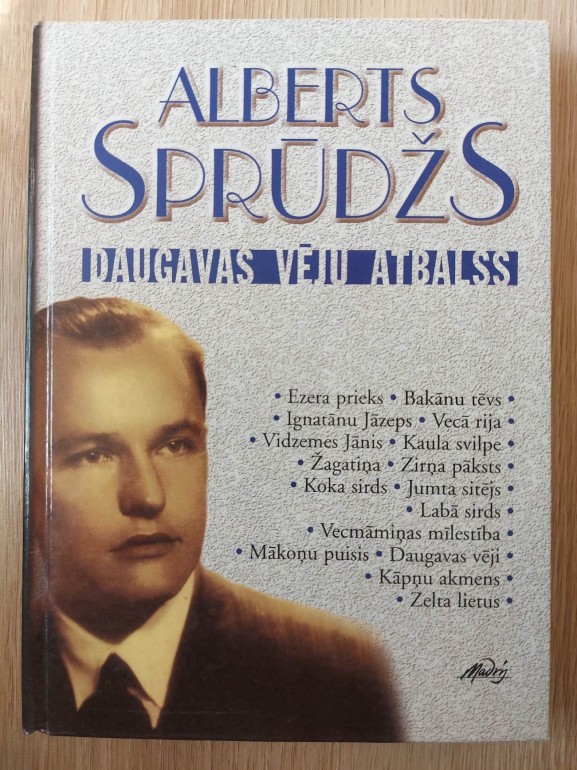 ALBERTS
SPRŪDŽS
DAUGAVAS VĒJU ATBALSS
• Ezera prieks • Bakānu tēvs •
• Ignatānu Jāzeps • Vecā rija •
• Vidzemes Jānis • Kaula svilpe •
• Žagatiņa • Zirņa pāksts •
• Koka sirds • Jumta sitējs •
• Labā sirds •
• Vecmāmiņas mīlestība •
• Mākoņu puisis • Daugavas vēji •
• Kāpņu akmens •
• Zelta lietus •
Madris